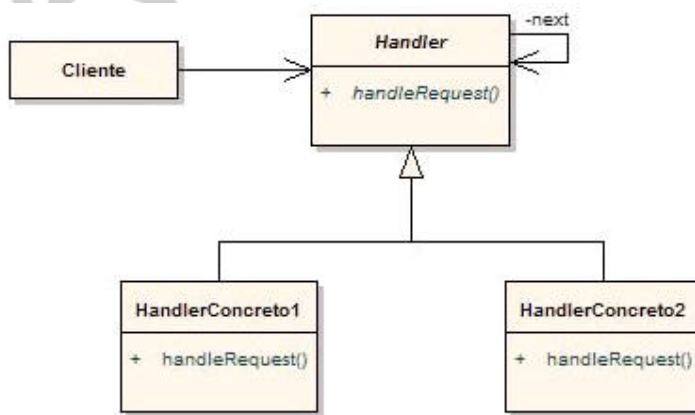 -next
Handler
Cliente
+ handleRequest()
HandlerConcreto1
HandlerConcreto2
+ handleRequest()
+ handleRequest()